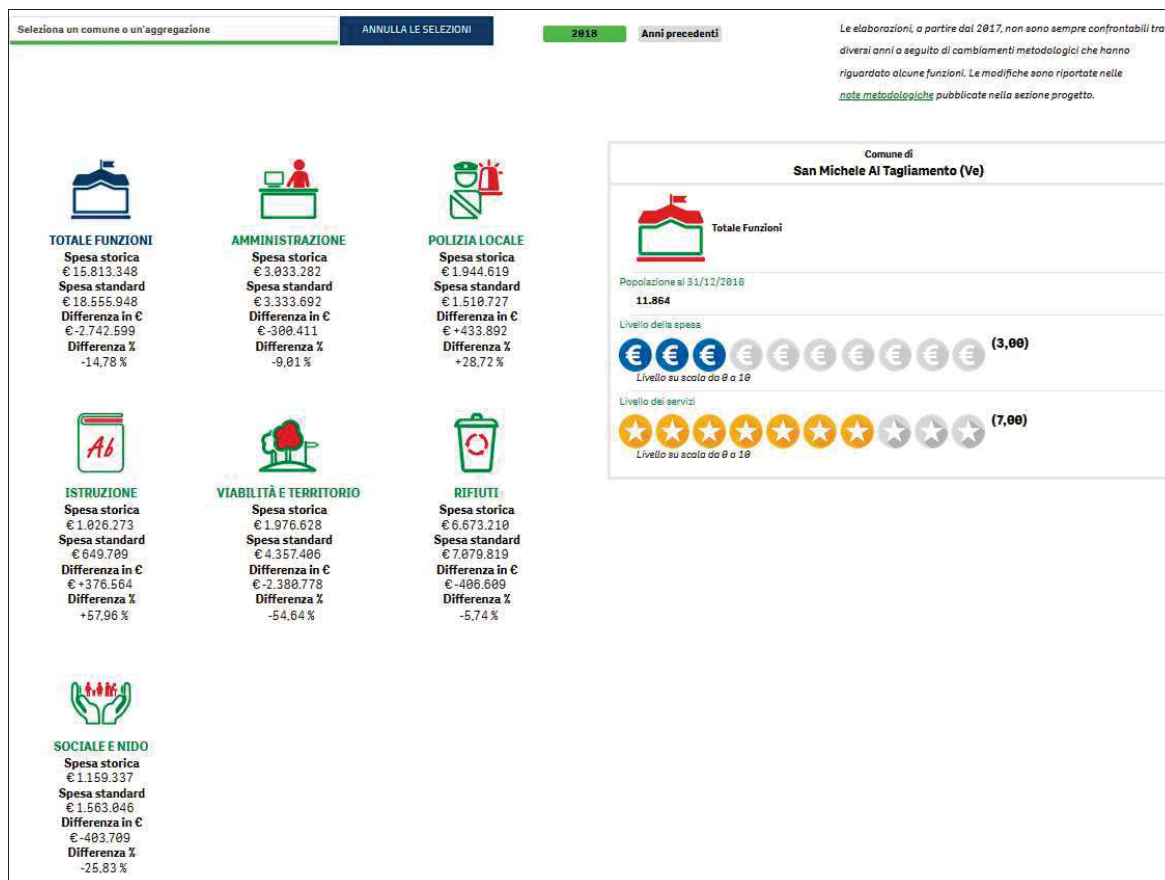 Seleziona un comune o un'aggregazione
ANNULLA LE SELEZIONI
2018
Anni precedenti
Le elaborazioni, a partire dal 2017, non sono sempre confrontabili tra
diversi anni a seguito di cambiamenti metodologici che hanno
riguardato alcune funzioni. Le modifiche sono riportate nelle
note metodologiche pubblicate nella sezione progetto.
TOTALE FUNZIONI
Spesa storica
€ 15.813.348
Spesa standard
€ 18.555.948
Differenza in €
€ -2.742.599
Differenza %
-14,78 %
AMMINISTRAZIONE
Spesa storica
€ 3.033.282
Spesa standard
€ 3.333.692
Differenza in €
€ -300.411
Differenza %
-9,01 %
POLIZIA LOCALE
Spesa storica
€ 1.944.619
Spesa standard
€ 1.510.727
Differenza in €
€ +433.892
Differenza %
+28,72 %
Ab
ISTRUZIONE
Spesa storica
€ 1.026.273
Spesa standard
€ 649.709
Differenza in €
€ +376.564
Differenza %
+57,96 %
VIABILITÀ E TERRITORIO
Spesa storica
€ 1.976.628
Spesa standard
€ 4.357.406
Differenza in €
€ -2.380.778
Differenza %
-54,64 %
RIFIUTI
Spesa storica
€ 6.673.210
Spesa standard
€ 7.079.819
Differenza in €
€ -406.609
Differenza %
-5,74 %
SOCIALE E NIDO
Spesa storica
€ 1.159.337
Spesa standard
€ 1.563.046
Differenza in €
€ -403.709
Differenza %
-25,83 %
Comune di
San Michele Al Tagliamento (Ve)
Totale Funzioni
Popolazione al 31/12/2018
11.864
Livello della spesa
€ € € € € € € € € € (3,00)
Livello su scala da 0 a 10
Livello dei servizi
(7,00)
Livello su scala da 0 a 10